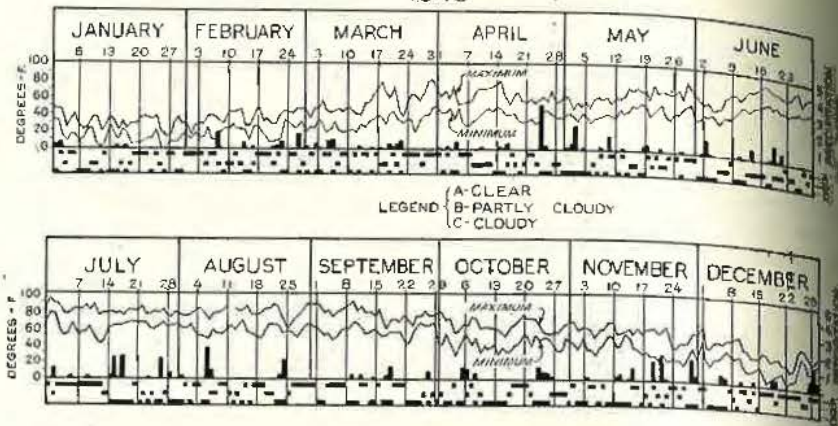 JANUARY FEBRUARY MARCH APRIL MAY JUNE
6 13 20 27 3 10 17 24 3 10 17 24 31 7 14 21 28 5 12 19 26 2 9 16 23
DEGREES - F.
100
80
60
40
20
0
MAXIMUM
MINIMUM
LEGEND { A-CLEAR
B-PARTLY CLOUDY
C-CLOUDY
JULY AUGUST SEPTEMBER OCTOBER NOVEMBER DECEMBER
7 14 21 28 4 11 18 25 1 8 15 22 29 6 13 20 27 3 10 17 24 1 8 15 22 29
DEGREES - F
100
80
60
40
20
0
MAXIMUM
MINIMUM